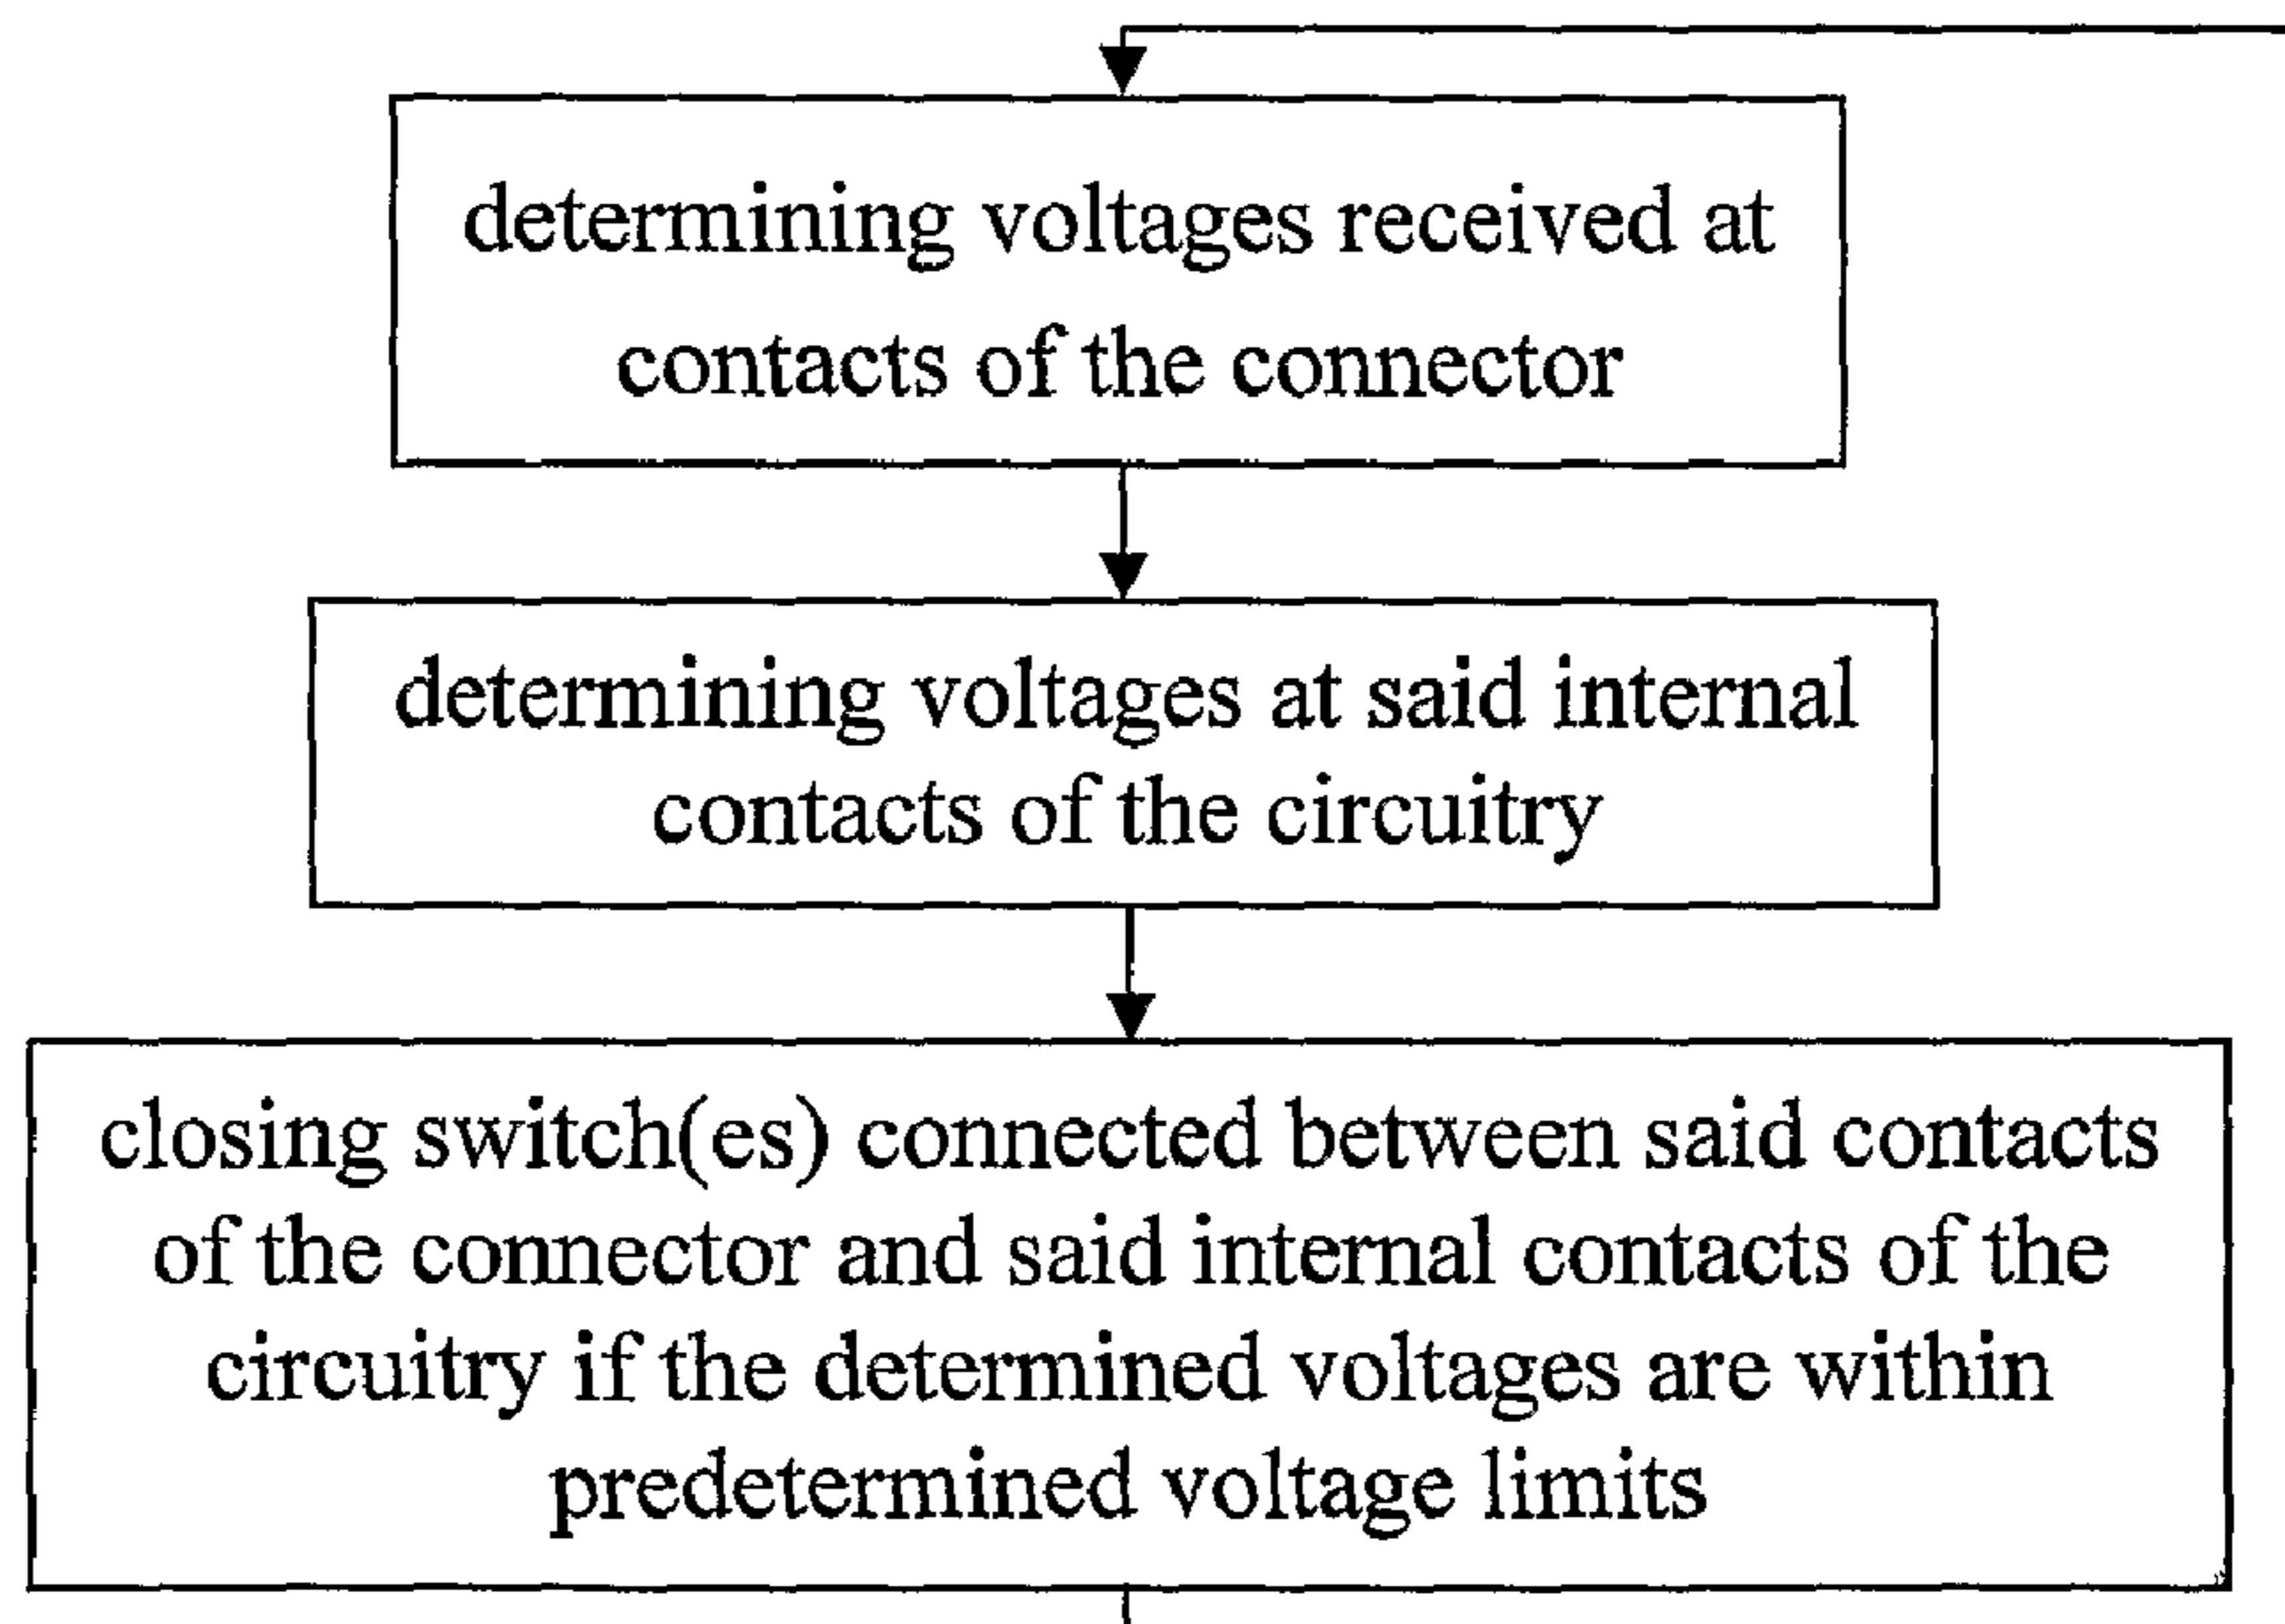 determining voltages received at
contacts of the connector
determining voltages at said internal
contacts of the circuitry
closing switch(es) connected between said contacts
of the connector and said internal contacts of the
circuitry if the determined voltages are within
predetermined voltage limits